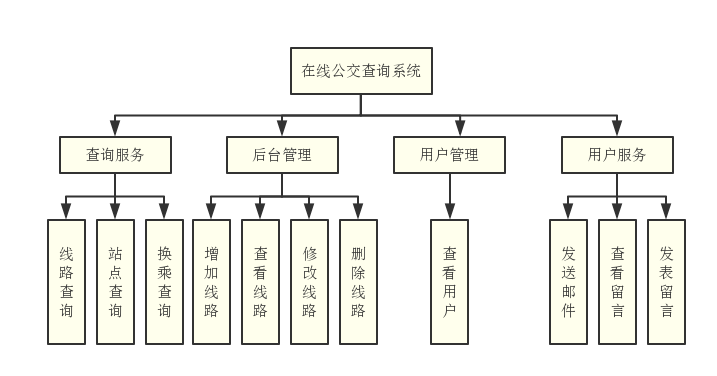 在线公交查询系统
查询服务
后台管理
用户管理
用户服务
线路查询
站点查询
换乘查询
增加线路
查看线路
修改线路
删除线路
查看用户
发送邮件
查看留言
发表留言